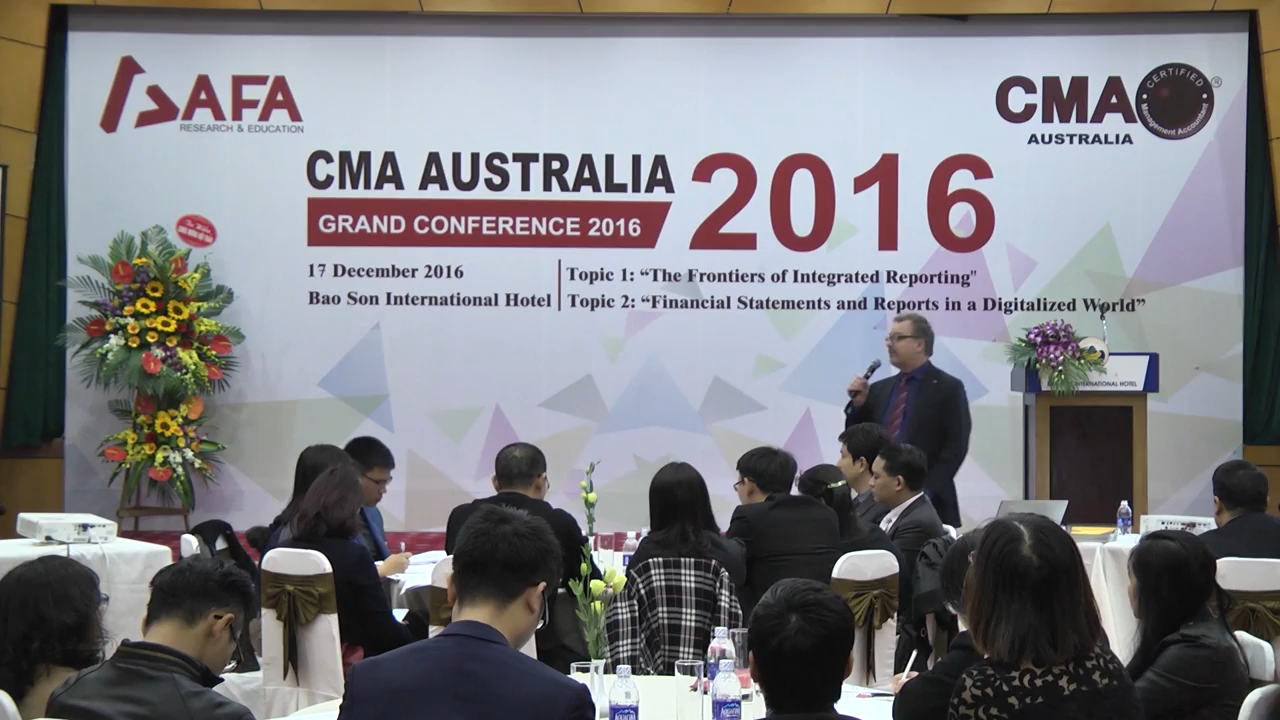 AFA
RESEARCH & EDUCATION
CMA
AUSTRALIA
CERTIFIED
Management Accountant
®
CMA AUSTRALIA
GRAND CONFERENCE 2016
2016
17 December 2016
Bao Son International Hotel
Topic 1: “The Frontiers of Integrated Reporting"
Topic 2: “Financial Statements and Reports in a Digitalized World”
INTERNATIONAL HOTEL